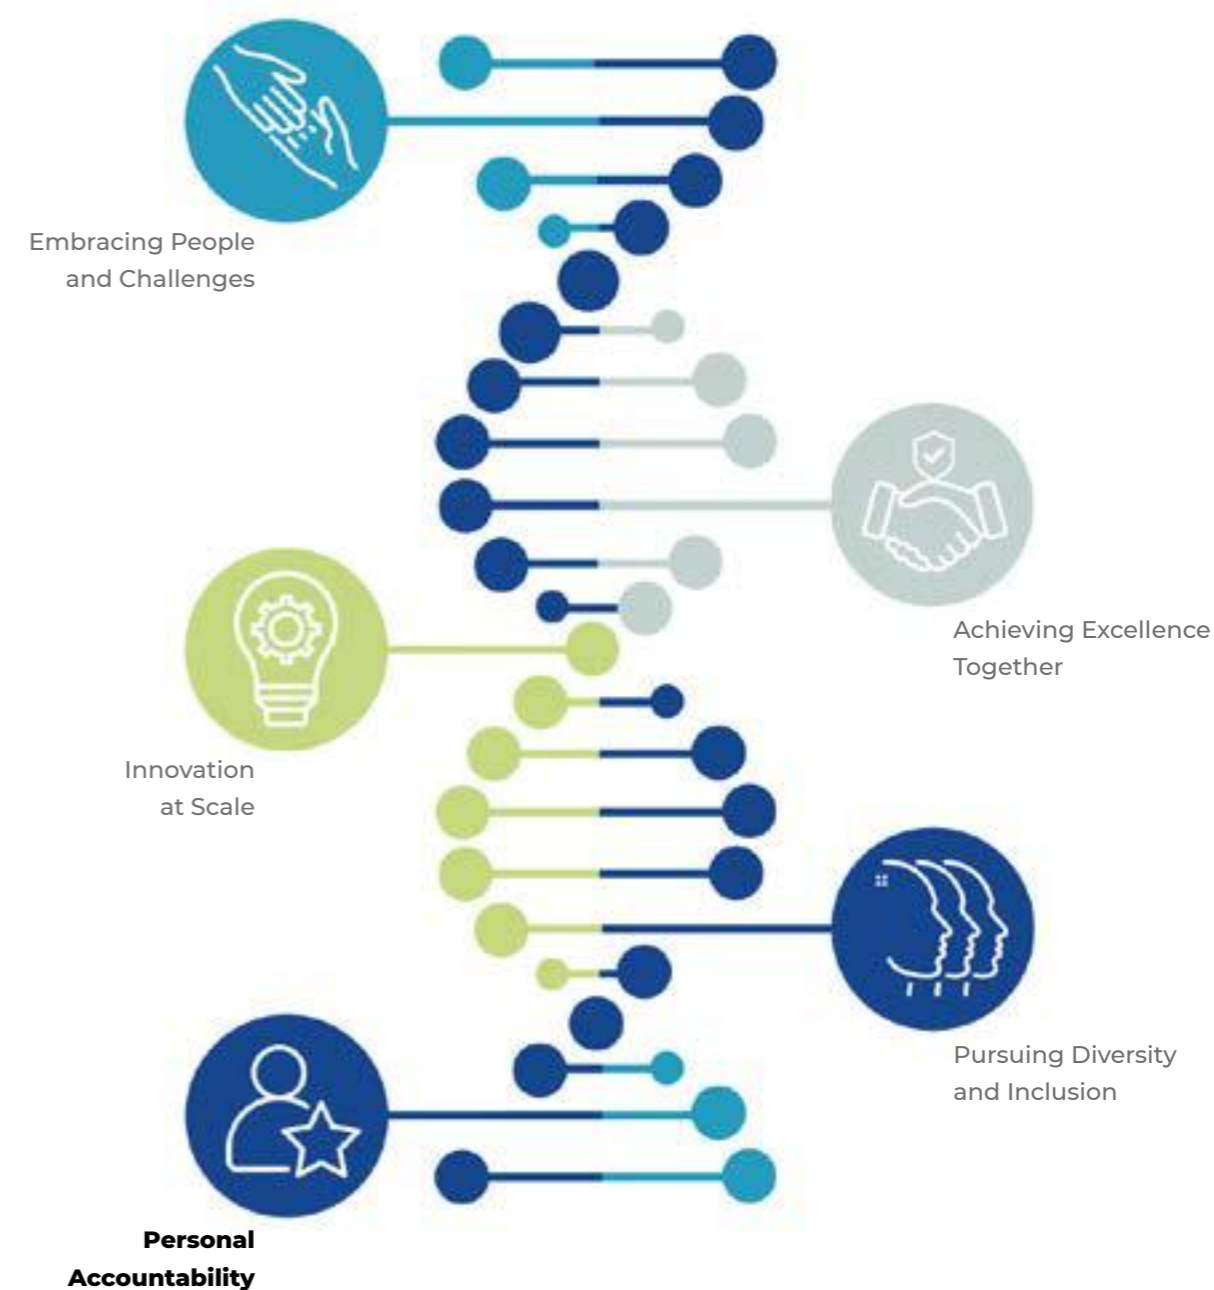 Embracing People
and Challenges
Achieving Excellence
Together
Innovation
at Scale
Pursuing Diversity
and Inclusion
Personal
Accountability